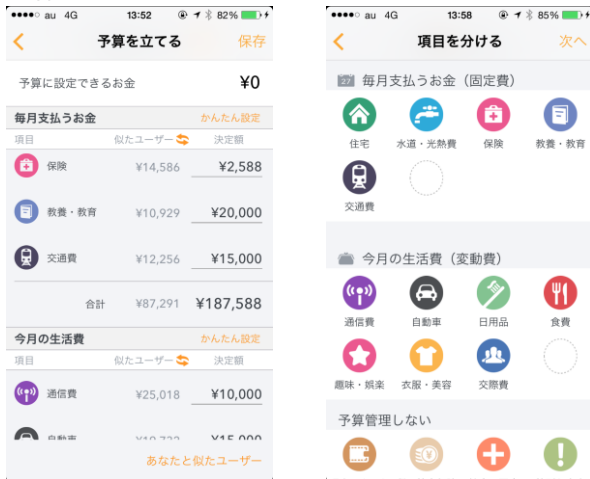 au 4G 13:52 82%
予算を立てる 保存
予算に設定できるお金 ¥0
毎月支払うお金 かんたん設定
項目 似たユーザー 決定額
保険 ¥14,586 ¥2,588
教養・教育 ¥10,929 ¥20,000
交通費 ¥12,256 ¥15,000
合計 ¥87,291 ¥187,588
今月の生活費 かんたん設定
項目 似たユーザー 決定額
通信費 ¥25,018 ¥10,000
あなたと似たユーザー
au 4G 13:58 85%
項目を分ける 次へ
27 毎月支払うお金（固定費）
住宅 水道・光熱費 保険 教養・教育
交通費
今月の生活費（変動費）
通信費 自動車 日用品 食費
趣味・娯楽 衣服・美容 交際費
予算管理しない